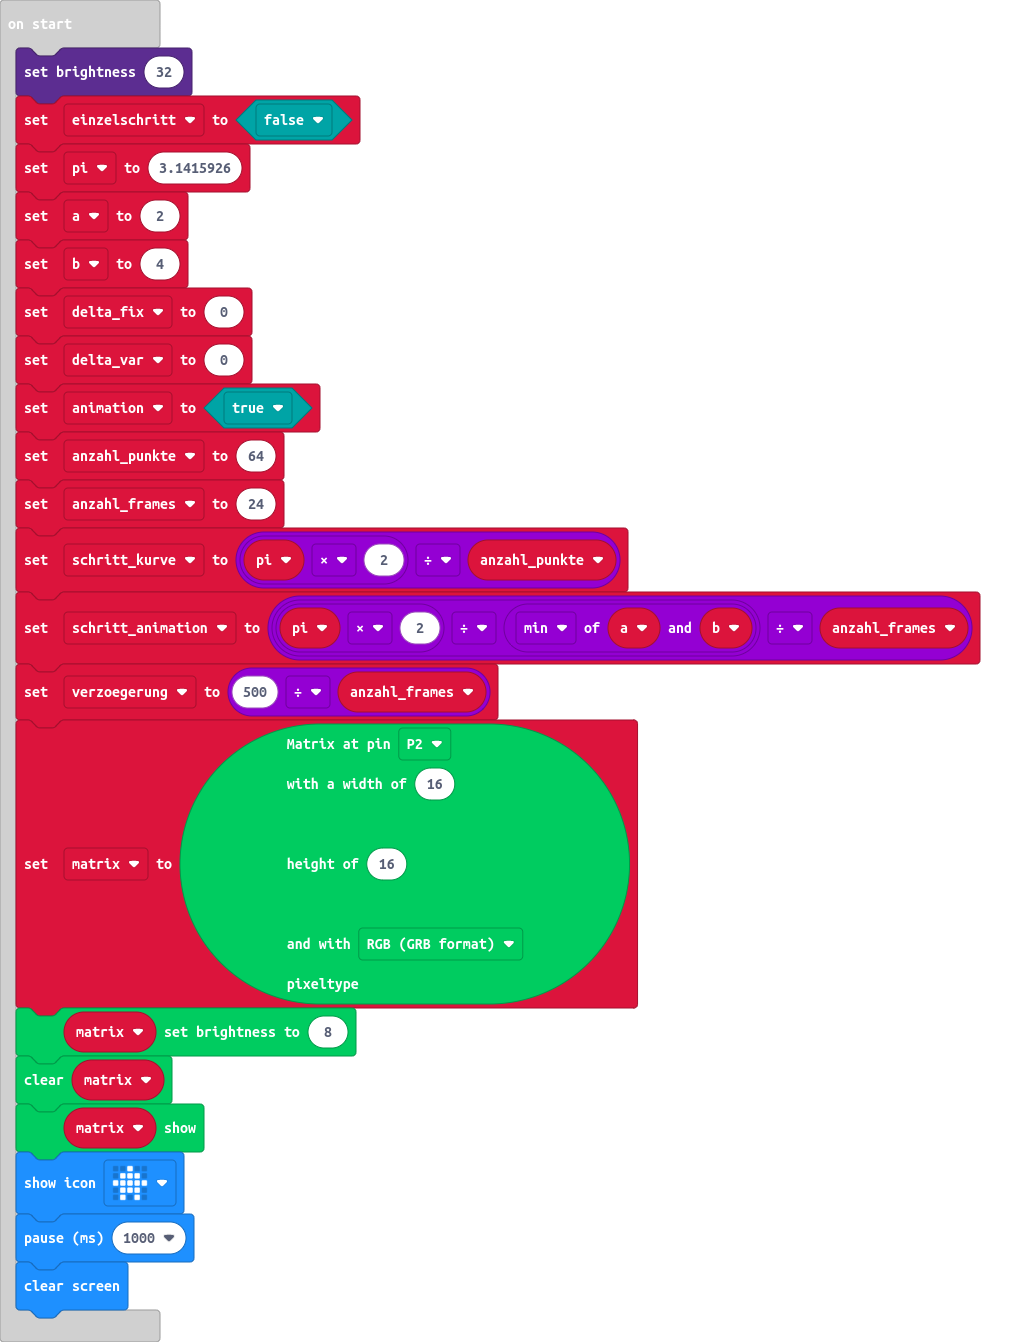 on start
set brightness 32
set einzelschritt to false
set pi to 3.1415926
set a to 2
set b to 4
set delta_fix to 0
set delta_var to 0
set animation to true
set anzahl_punkte to 64
set anzahl_frames to 24
set schritt_kurve to pi × 2 ÷ anzahl_punkte
set schritt_animation to pi × 2 ÷ min of a and b ÷ anzahl_frames
set verzoegerung to 500 ÷ anzahl_frames
Matrix at pin P2
with a width of 16
set matrix to height of 16
and with RGB (GRB format)
pixeltype
matrix set brightness to 8
clear matrix
matrix show
show icon
pause (ms) 1000
clear screen